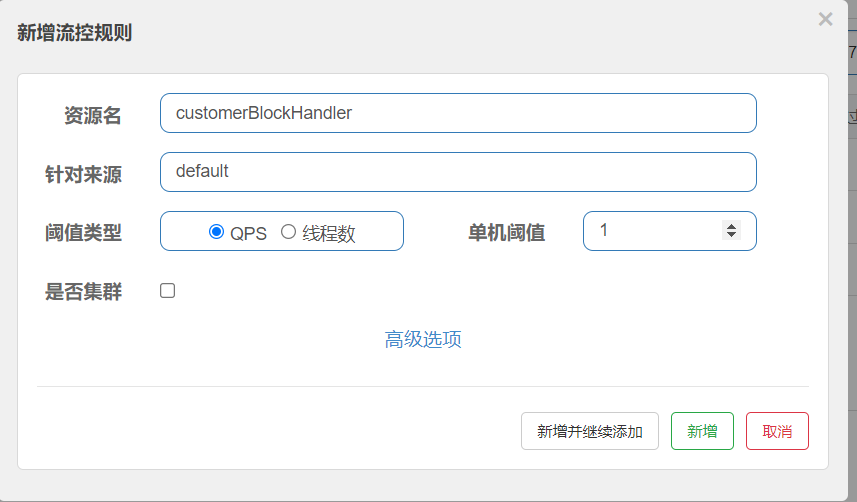 新增流控规则
×
资源名 customerBlockHandler
针对来源 default
阈值类型 QPS 线程数 单机阈值 1
是否集群
高级选项
新增并继续添加 新增 取消
7